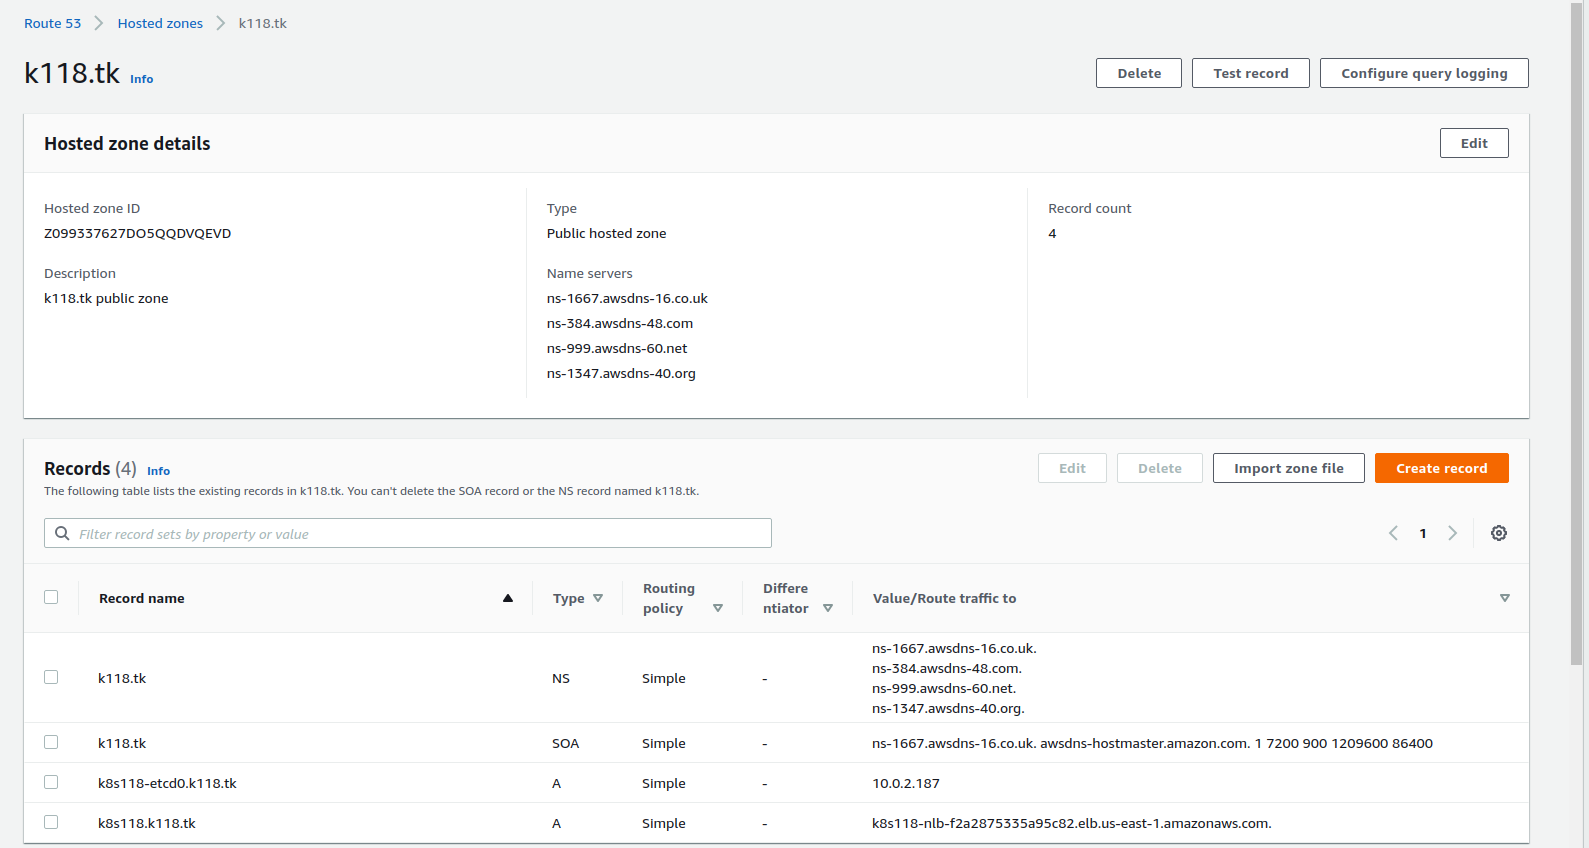 Route 53 > Hosted zones > k118.tk
k118.tk Info
Delete Test record Configure query logging
Hosted zone details
Edit
Hosted zone ID
Z099337627DO5QQDVQEVD
Description
k118.tk public zone
Type
Public hosted zone
Name servers
ns-1667.awsdns-16.co.uk
ns-384.awsdns-48.com
ns-999.awsdns-60.net
ns-1347.awsdns-40.org
Record count
4
Records (4) Info
The following table lists the existing records in k118.tk. You can't delete the SOA record or the NS record named k118.tk.
Edit Delete Import zone file Create record
Filter record sets by property or value
1
Record name
Type
Routing
policy
Differe
ntiator
Value/Route traffic to
k118.tk NS Simple -
ns-1667.awsdns-16.co.uk.
ns-384.awsdns-48.com.
ns-999.awsdns-60.net.
ns-1347.awsdns-40.org.
k118.tk SOA Simple - ns-1667.awsdns-16.co.uk. awsdns-hostmaster.amazon.com. 1 7200 900 1209600 86400
k8s118-etcd0.k118.tk A Simple - 10.0.2.187
k8s118.k118.tk A Simple - k8s118-nlb-f2a2875335a95c82.elb.us-east-1.amazonaws.com.